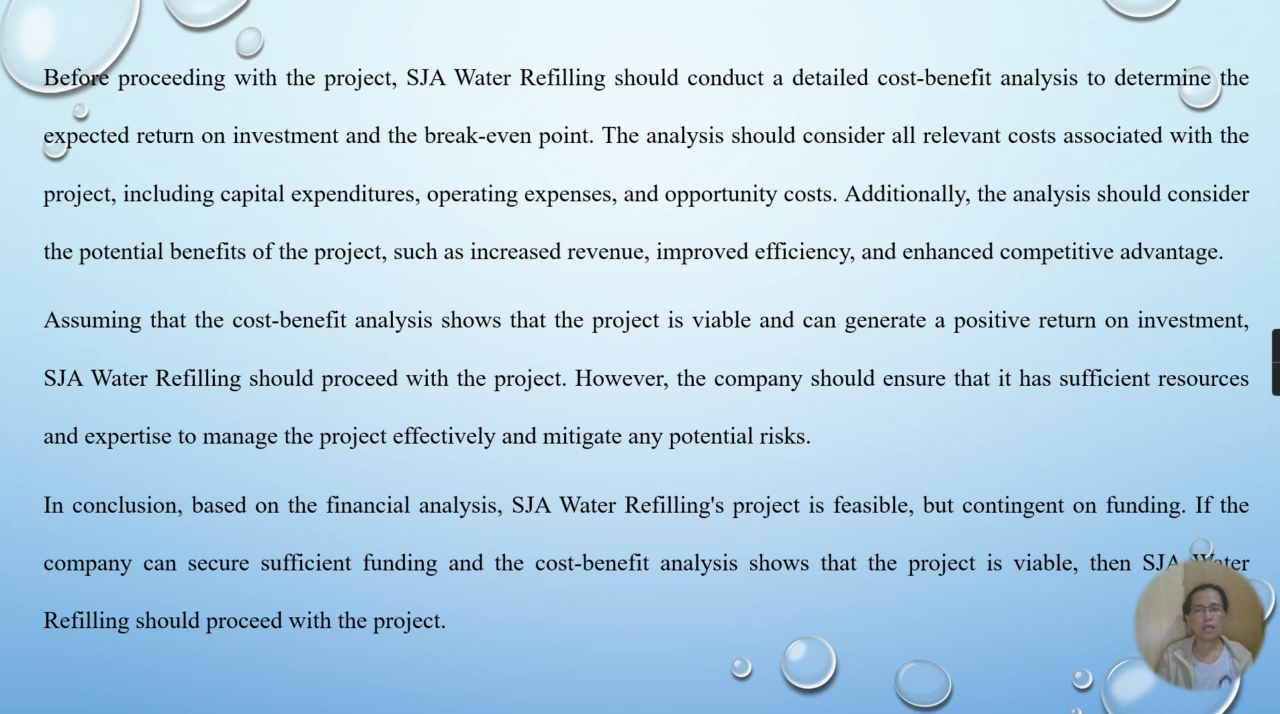 Before proceeding with the project, SJA Water Refilling should conduct a detailed cost-benefit analysis to determine the
expected return on investment and the break-even point. The analysis should consider all relevant costs associated with the
project, including capital expenditures, operating expenses, and opportunity costs. Additionally, the analysis should consider
the potential benefits of the project, such as increased revenue, improved efficiency, and enhanced competitive advantage.
Assuming that the cost-benefit analysis shows that the project is viable and can generate a positive return on investment,
SJA Water Refilling should proceed with the project. However, the company should ensure that it has sufficient resources
and expertise to manage the project effectively and mitigate any potential risks.
In conclusion, based on the financial analysis, SJA Water Refilling's project is feasible, but contingent on funding. If the
company can secure sufficient funding and the cost-benefit analysis shows that the project is viable, then SJA Water
Refilling should proceed with the project.